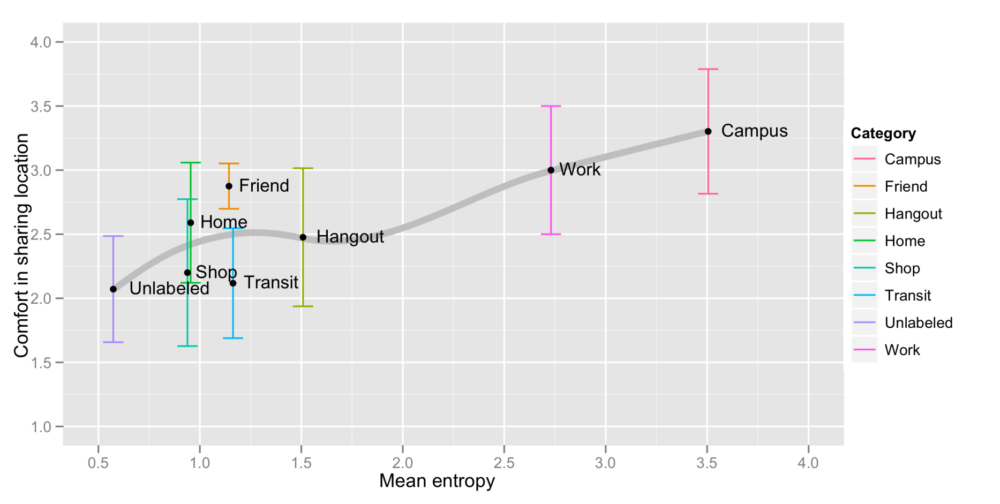 4.0
3.5
3.0
2.5
2.0
1.5
1.0
Comfort in sharing location
Campus
Work
Friend
Home
Hangout
Shop
Transit
Unlabeled
0.5 1.0 1.5 2.0 2.5 3.0 3.5 4.0
Mean entropy
Category
Campus
Friend
Hangout
Home
Shop
Transit
Unlabeled
Work